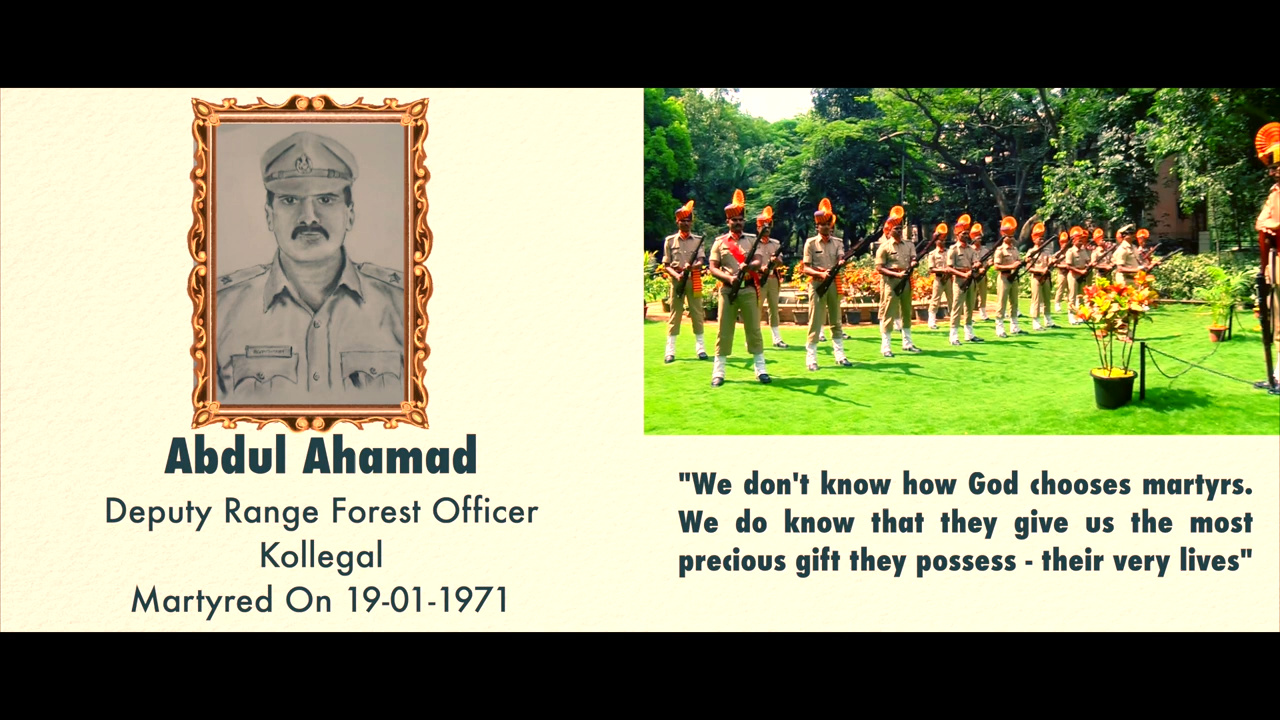 Abdul Ahamad
Deputy Range Forest Officer
Kollegal
Martyred On 19-01-1971
"We don't know how God chooses martyrs.
We do know that they give us the most
precious gift they possess - their very lives"